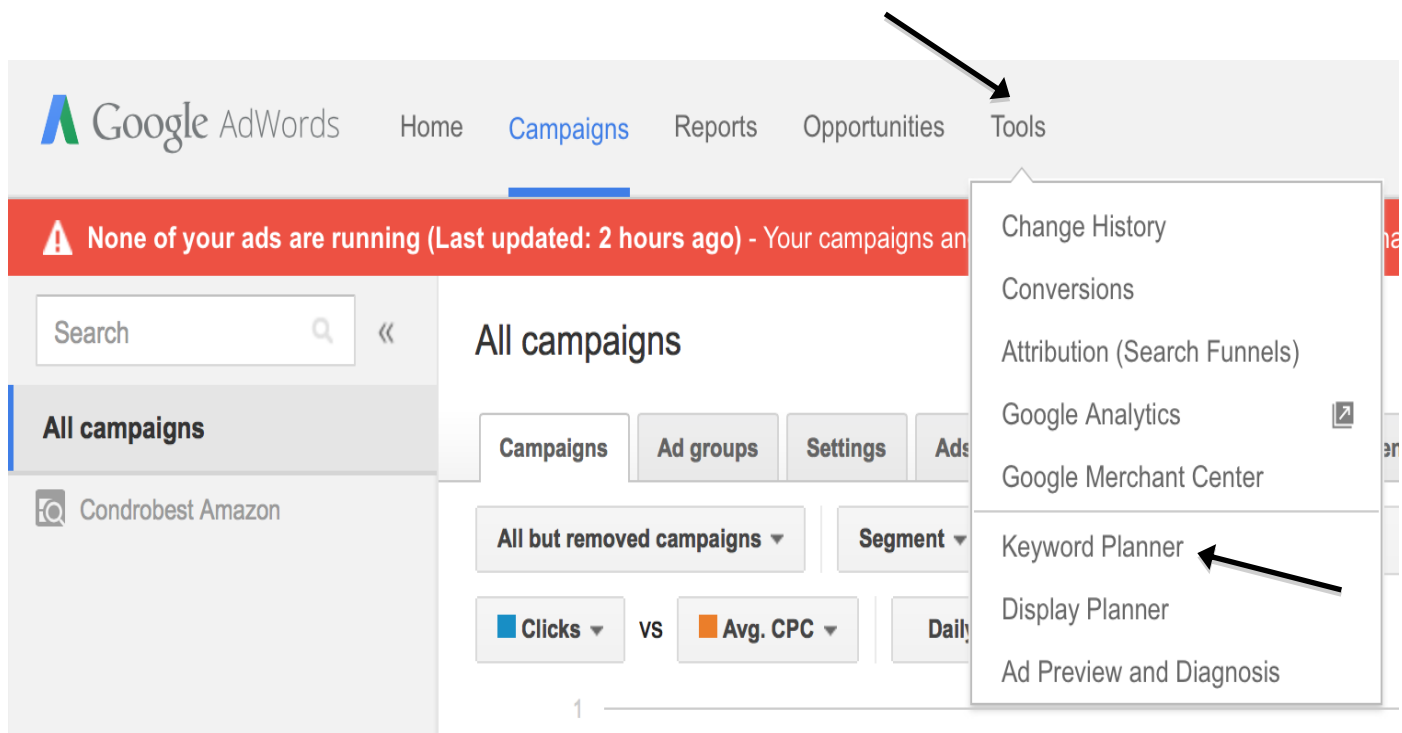 Google AdWords Home Campaigns Reports Opportunities Tools
None of your ads are running (Last updated: 2 hours ago) - Your campaigns an
Search
All campaigns
Condrobest Amazon
All campaigns
Campaigns Ad groups Settings Ads
All but removed campaigns Segment
Clicks VS Avg. CPC Daily
1
Change History
Conversions
Attribution (Search Funnels)
Google Analytics
Google Merchant Center
Keyword Planner
Display Planner
Ad Preview and Diagnosis